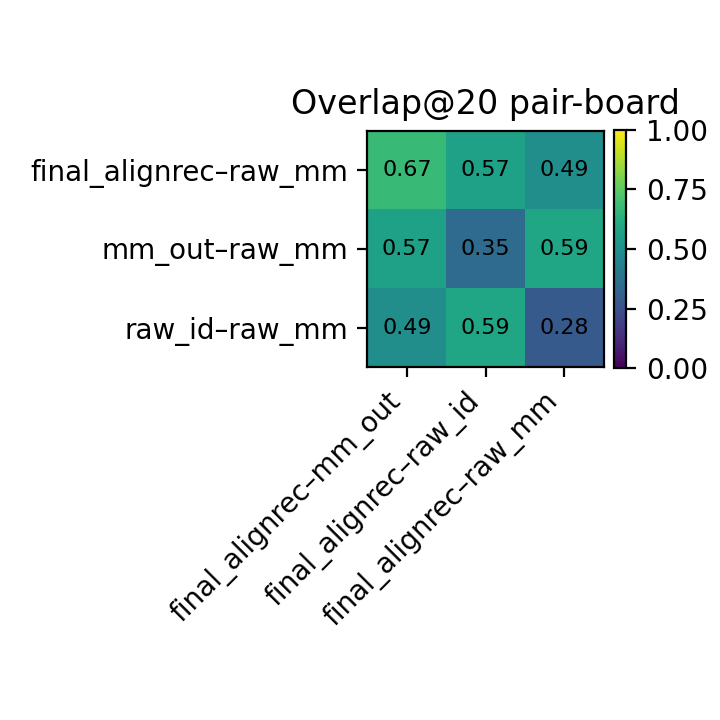 Overlap@20 pair-board
final_alignrec–raw_mm
mm_out–raw_mm
raw_id–raw_mm
0.67 0.57 0.49
0.57 0.35 0.59
0.49 0.59 0.28
1.00
0.75
0.50
0.25
0.00
final_alignrec–mm_out
final_alignrec–raw_id
final_alignrec–raw_mm